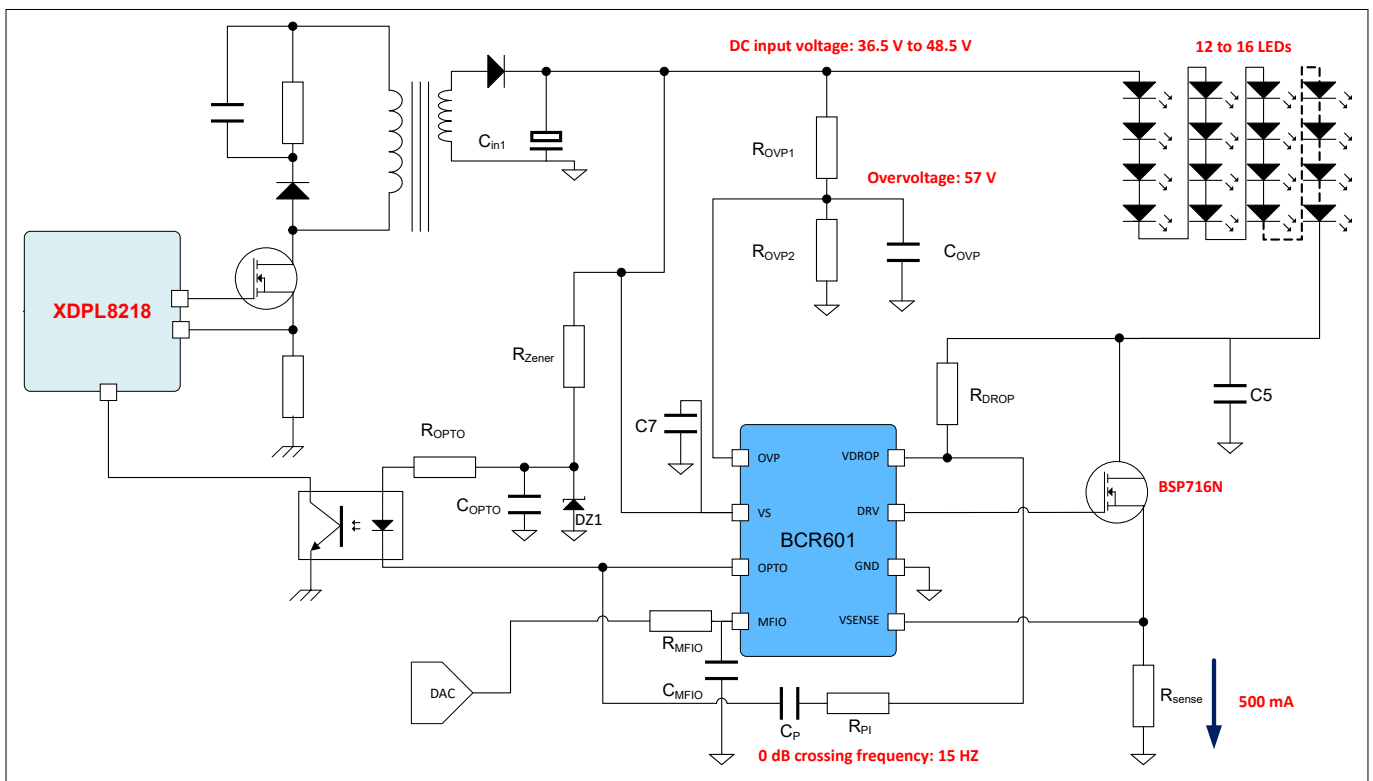 DC input voltage: 36.5 V to 48.5 V
12 to 16 LEDs
Cin1
ROVP1
Overvoltage: 57 V
ROVP2
COVP
XDPL8218
RZener
RDROP
C5
C7
ROPTO
COPTO
DZ1
OVP
VDROP
BSP716N
VS
DRV
BCR601
OPTO
GND
MFIO
VSENSE
RMFIO
DAC
CMFIO
CP
RPI
Rsense
500 mA
0 dB crossing frequency: 15 HZ